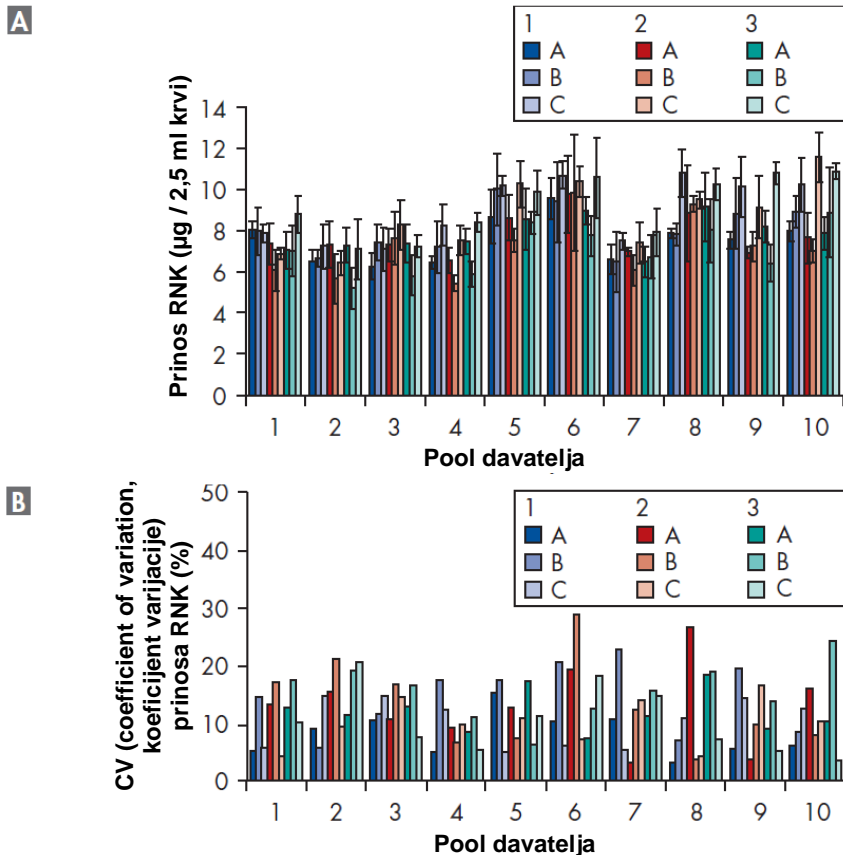 A
1 2 3
A A A
B B B
C C C
Prinos RNK (µg / 2,5 ml krvi)
14
12
10
8
6
4
2
0
1 2 3 4 5 6 7 8 9 10
Pool davatelja
B
1 2 3
A A A
B B B
C C C
CV (coefficient of variation,
koeficijent varijacije)
prinosa RNK (%)
50
40
30
20
10
0
1 2 3 4 5 6 7 8 9 10
Pool davatelja